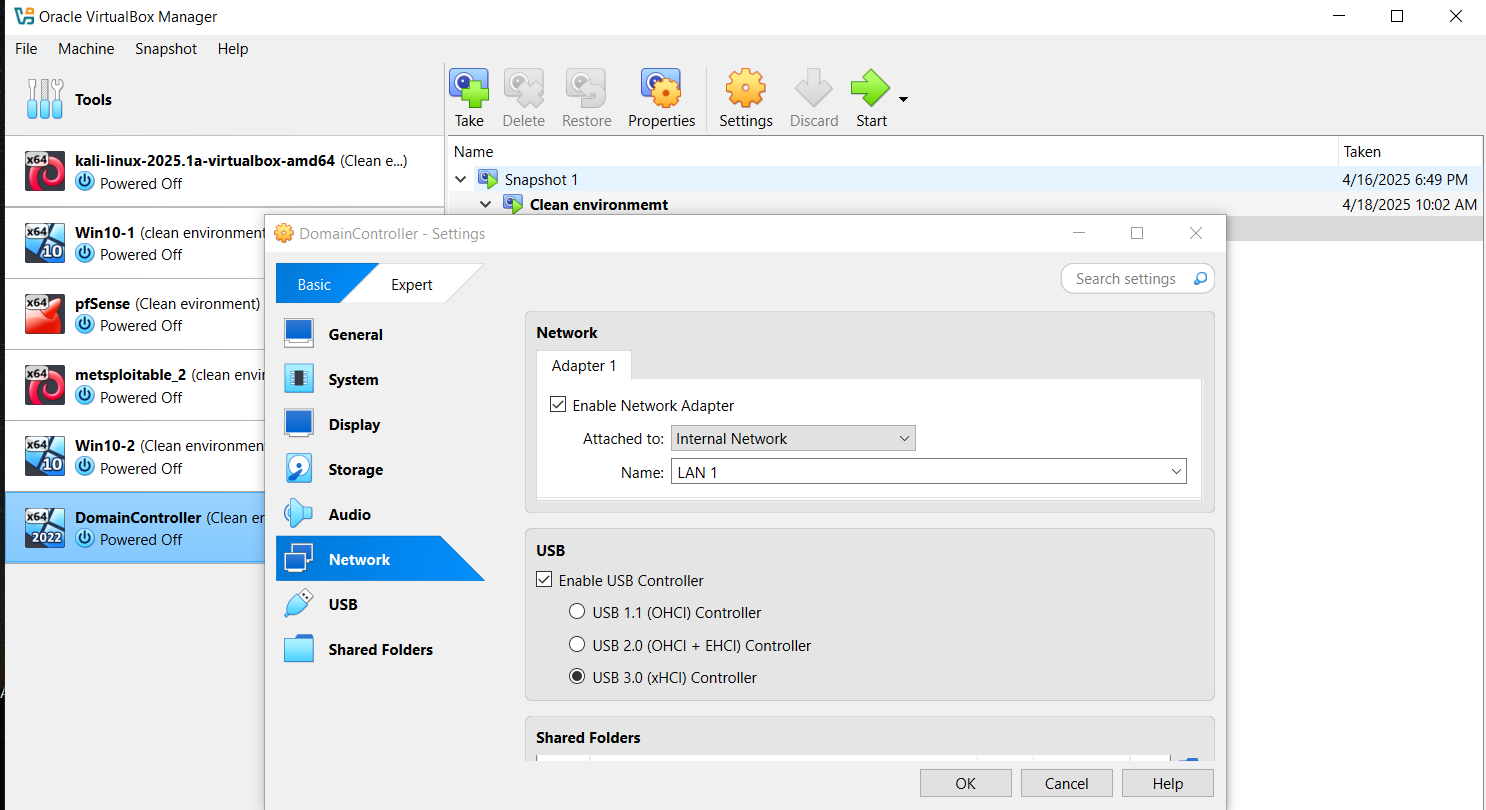 Oracle VirtualBox Manager
File Machine Snapshot Help
Tools
Take Delete Restore Properties Settings Discard Start
Name Taken
Snapshot 1 4/16/2025 6:49 PM
Clean environmemt 4/18/2025 10:02 AM
x64 kali-linux-2025.1a-virtualbox-amd64 (Clean e...)
Powered Off
x64 10 Win10-1 (clean environment
Powered Off
x64 pfSense (Clean evironment)
Powered Off
x64 metsploitable_2 (clean envir
Powered Off
x64 10 Win10-2 (Clean environmen
Powered Off
x64 2022 DomainController (Clean en
Powered Off
DomainController - Settings
Basic Expert
Search settings
General
System
Display
Storage
Audio
Network
USB
Shared Folders
Network
Adapter 1
Enable Network Adapter
Attached to: Internal Network
Name: LAN 1
USB
Enable USB Controller
USB 1.1 (OHCI) Controller
USB 2.0 (OHCI + EHCI) Controller
USB 3.0 (xHCI) Controller
Shared Folders
OK Cancel Help